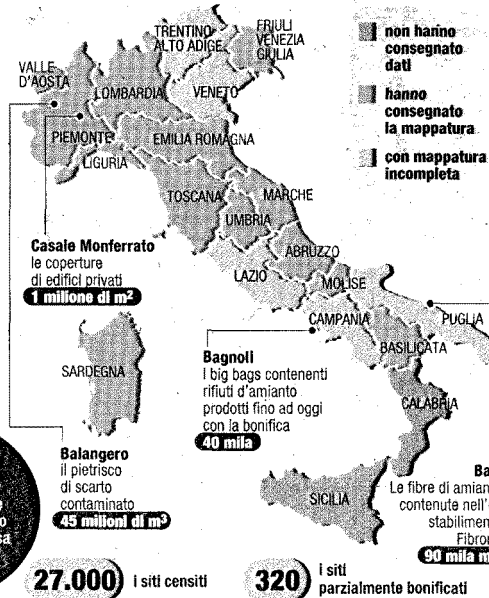 non hanno
consegnato
dati
hanno
consegnato
la mappatura
con mappatura
incompleta
TRENTINO
ALTO ADIGE
FRIULI
VENEZIA
GIULIA
VALLE
D'AOSTA
LOMBARDIA
VENETO
PIEMONTE
EMILIA ROMAGNA
LIGURIA
TOSCANA
MARCHE
UMBRIA
ABRUZZO
LAZIO
MOLISE
CAMPANIA
PUGLIA
BASILICATA
SARDEGNA
CALABRIA
SICILIA
Casale Monferrato
le coperture
di edifici privati
1 milione di m²
Bagnoli
I big bags contenenti
rifiuti d'amianto
prodotti fino ad oggi
con la bonifica
40 mila
Balangero
il pietrisco
di scarto
contaminato
45 milioni di m³
Ba
Le fibre di amian
contenute nell'
stabilimen
Fibro
90 mila m
27.000 i siti censiti
320 i siti
parzialmente bonificati